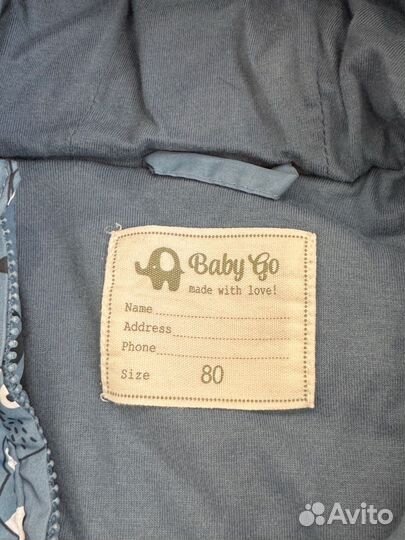 Baby Go
made with love!
Name
Address
Phone
Size 80
Avito